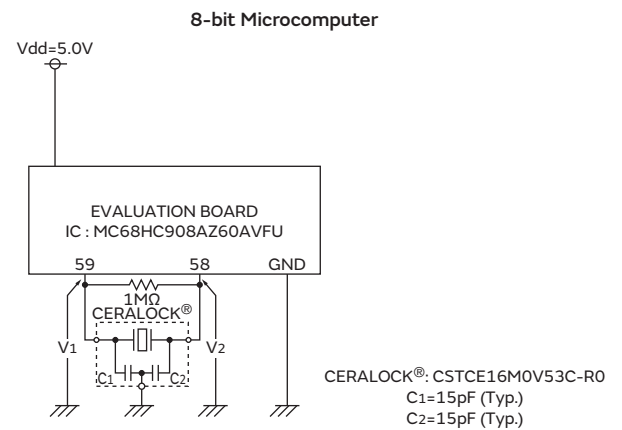 8-bit Microcomputer
Vdd=5.0V
EVALUATION BOARD
IC : MC68HC908AZ60AVFU
59 58 GND
1MΩ
CERALOCK®
V1 V2
C1 C2
CERALOCK®: CSTCE16M0V53C-R0
C1=15pF (Typ.)
C2=15pF (Typ.)